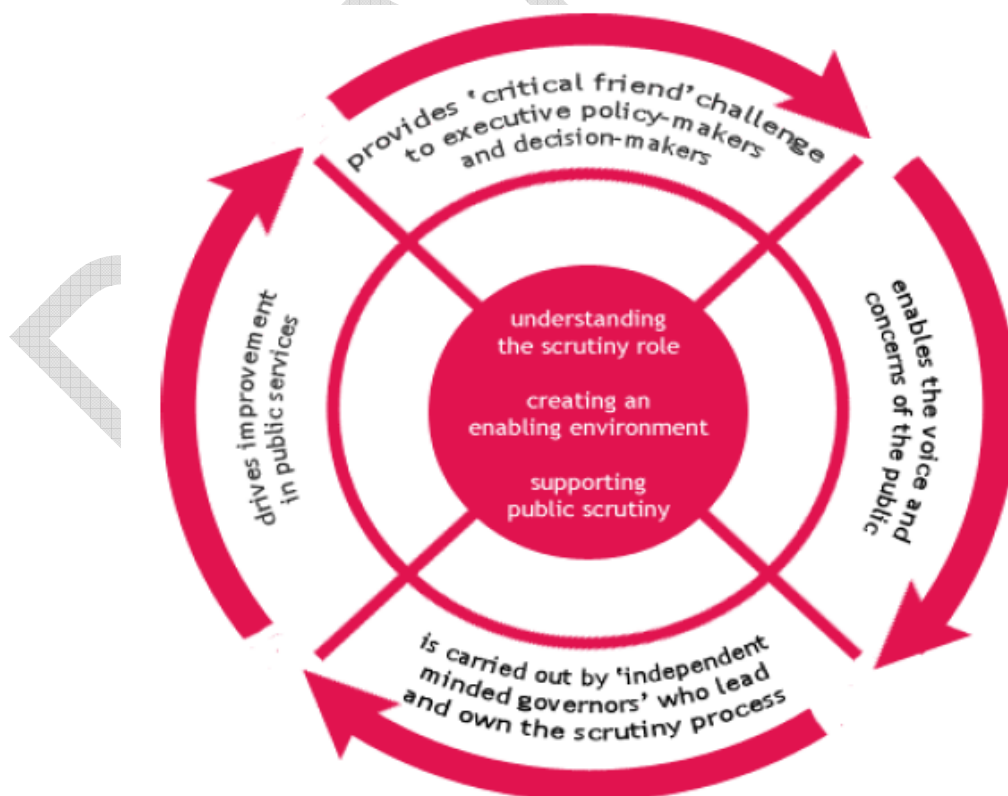 provides 'critical friend' challenge
to executive policy-makers
and decision-makers
enables the voice and
concerns of the public
is carried out by 'independent
minded governors' who lead
and own the scrutiny process
drives improvement
in public services
understanding
the scrutiny role
creating an
enabling environment
supporting
public scrutiny